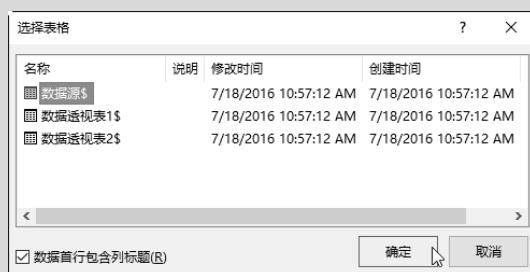 选择表格 ? ×
名称 说明 修改时间 创建时间
数据源$ 7/18/2016 10:57:12 AM 7/18/2016 10:57:12 AM
数据透视表1$ 7/18/2016 10:57:12 AM 7/18/2016 10:57:12 AM
数据透视表2$ 7/18/2016 10:57:12 AM 7/18/2016 10:57:12 AM
数据首行包含列标题(R) 确定 取消